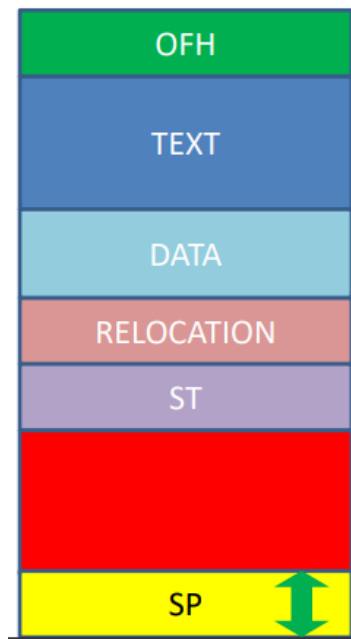 OFH
TEXT
DATA
RELOCATION
ST
SP